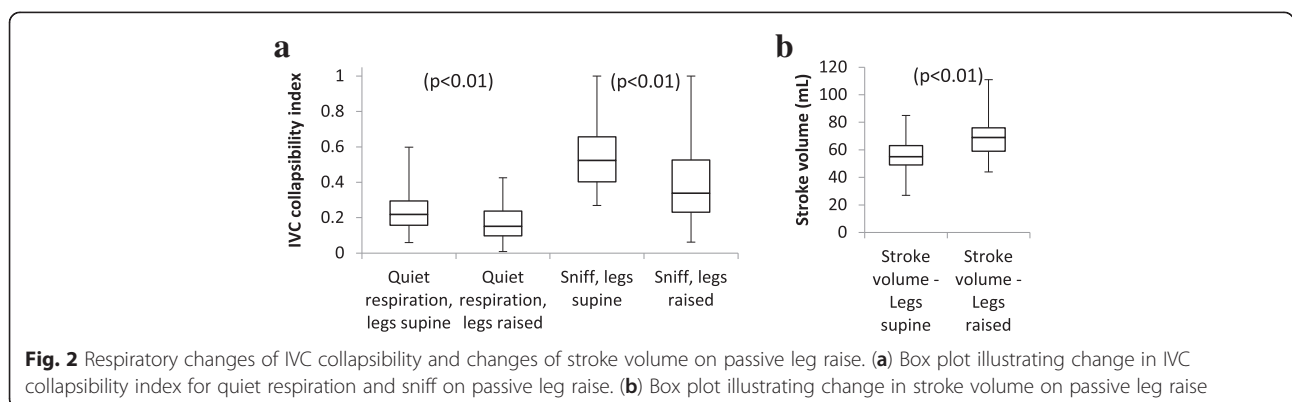 a
IVC collapsibility index
1
0.8
0.6
0.4
0.2
0
(p<0.01)
(p<0.01)
Quiet
respiration,
legs supine
Quiet
respiration,
legs raised
Sniff, legs
supine
Sniff, legs
raised
b
Stroke volume (mL)
120
100
80
60
40
20
0
(p<0.01)
Stroke
volume -
Legs
supine
Stroke
volume -
Legs
raised
Fig. 2 Respiratory changes of IVC collapsibility and changes of stroke volume on passive leg raise. (a) Box plot illustrating change in IVC
collapsibility index for quiet respiration and sniff on passive leg raise. (b) Box plot illustrating change in stroke volume on passive leg raise